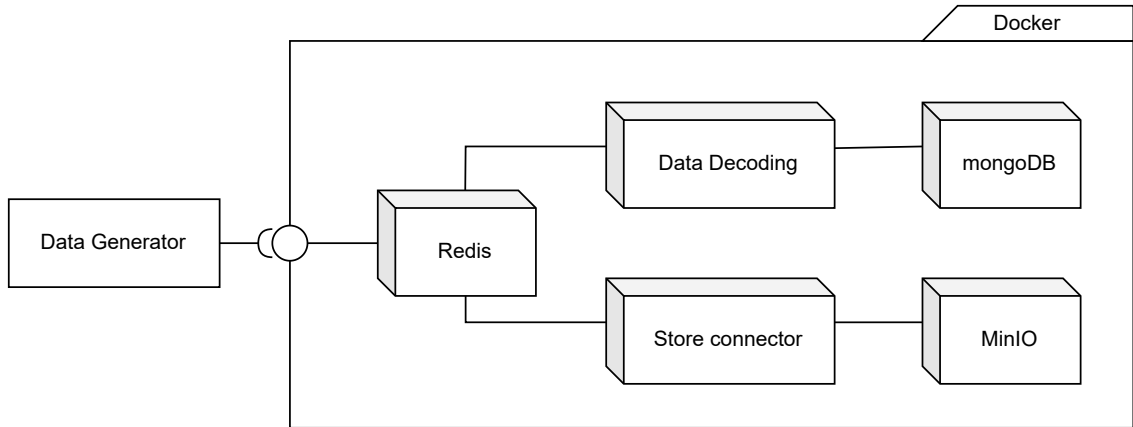 Docker
Data Decoding
mongoDB
Data Generator
Redis
Store connector
MinIO